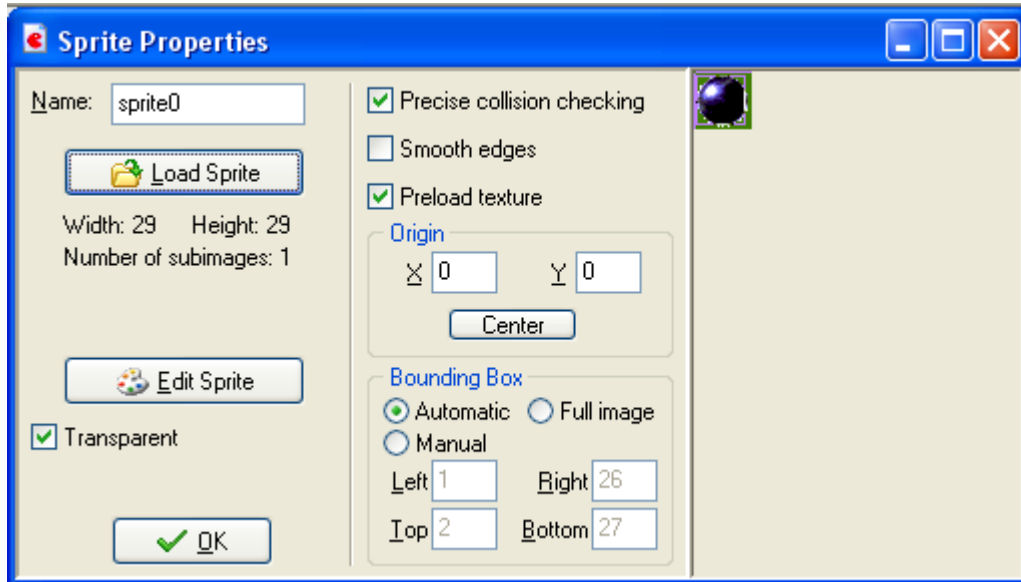 Sprite Properties
Name: sprite0
Load Sprite
Width: 29 Height: 29
Number of subimages: 1
Edit Sprite
Transparent
OK
Precise collision checking
Smooth edges
Preload texture
Origin
X 0 Y 0
Center
Bounding Box
Automatic Full image
Manual
Left 1 Right 26
Top 2 Bottom 27